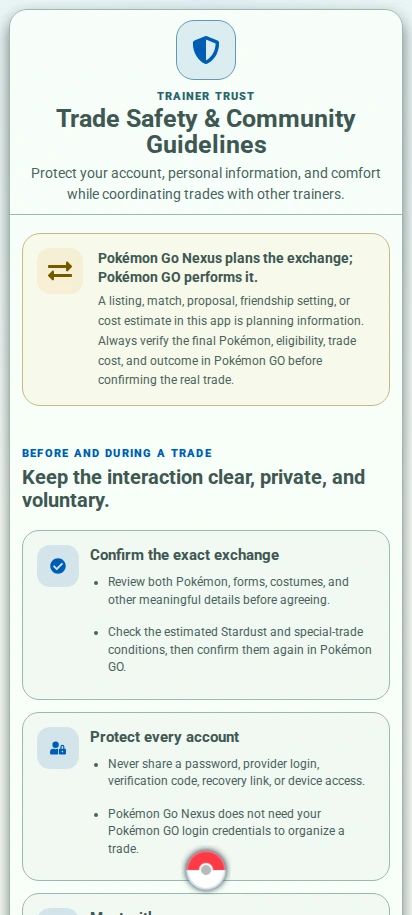 TRAINER TRUST
Trade Safety & Community
Guidelines
Protect your account, personal information, and comfort
while coordinating trades with other trainers.
Pokémon Go Nexus plans the exchange;
Pokémon GO performs it.
A listing, match, proposal, friendship setting, or
cost estimate in this app is planning information.
Always verify the final Pokémon, eligibility, trade
cost, and outcome in Pokémon GO before
confirming the real trade.
BEFORE AND DURING A TRADE
Keep the interaction clear, private, and
voluntary.
Confirm the exact exchange
• Review both Pokémon, forms, costumes, and
other meaningful details before agreeing.
• Check the estimated Stardust and special-trade
conditions, then confirm them again in Pokémon
GO.
Protect every account
• Never share a password, provider login,
verification code, recovery link, or device access.
• Pokémon Go Nexus does not need your
Pokémon GO login credentials to organize a
trade.